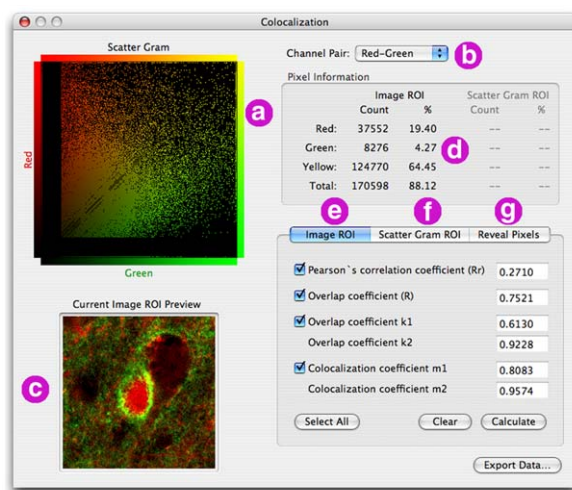 Colocalization
Scatter Gram
Red
Green
a
Channel Pair: Red-Green
b
Pixel Information
Image ROI Scatter Gram ROI
Count % Count %
Red: 37552 19.40 -- --
Green: 8276 4.27 -- --
Yellow: 124770 64.45 -- --
Total: 170598 88.12 -- --
d
e f g
Image ROI Scatter Gram ROI Reveal Pixels
Pearson`s correlation coefficient (Rr) 0.2710
Overlap coefficient (R) 0.7521
Overlap coefficient k1 0.6130
Overlap coefficient k2 0.9228
Colocalization coefficient m1 0.8083
Colocalization coefficient m2 0.9574
Select All Clear Calculate
Current Image ROI Preview
c
Export Data...